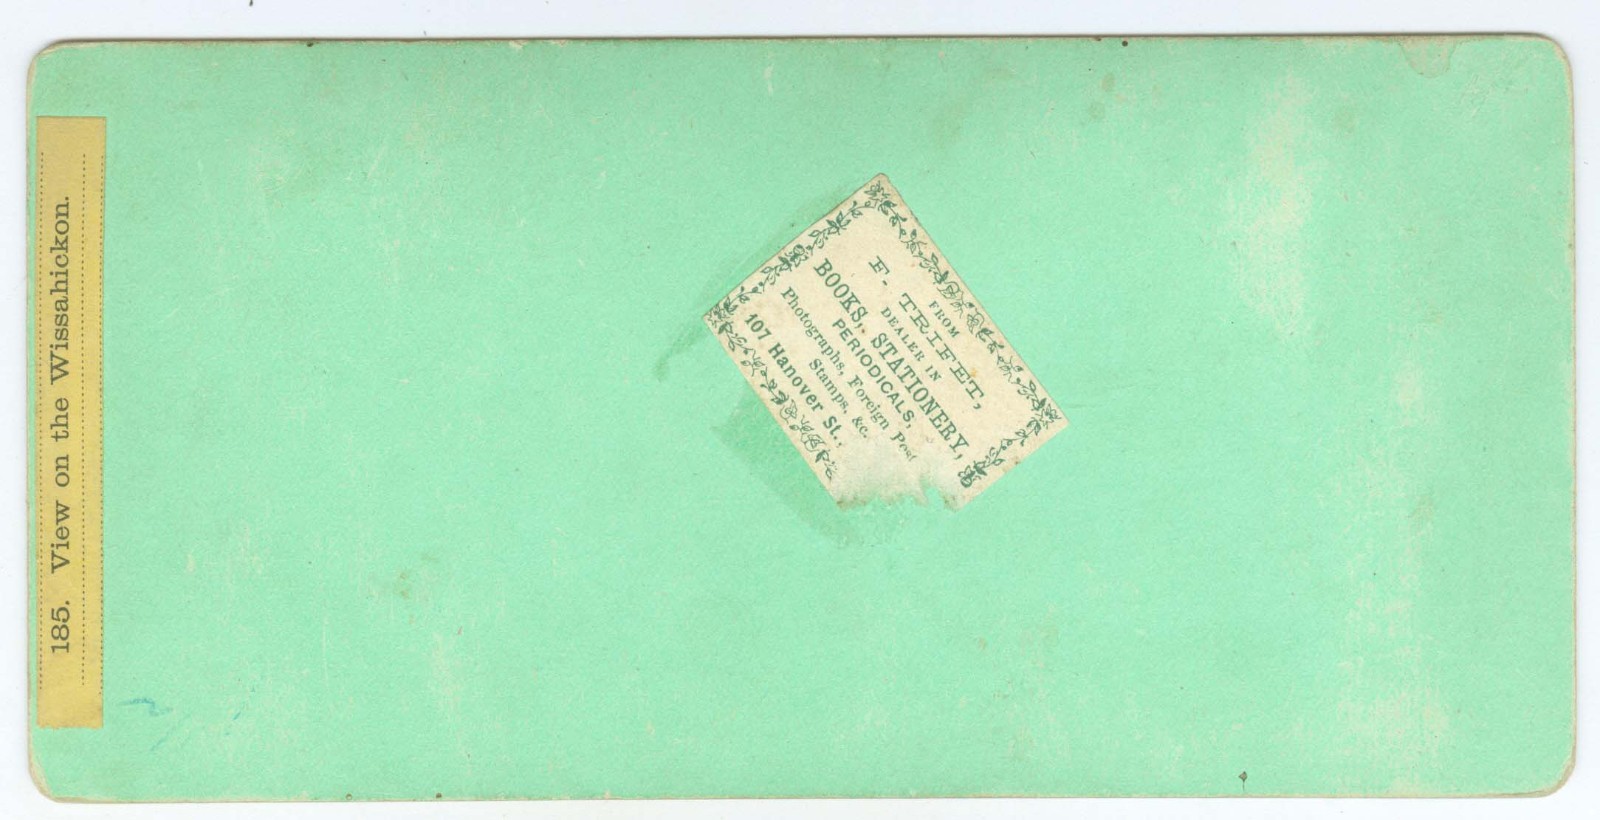 185. View on the Wissahickon.
FROM
F. TRIFET,
DEALER IN
BOOKS, STATIONERY,
PERIODICALS,
Photographs, Foreign Post
Stamps, &c.
107 Hanover St.,